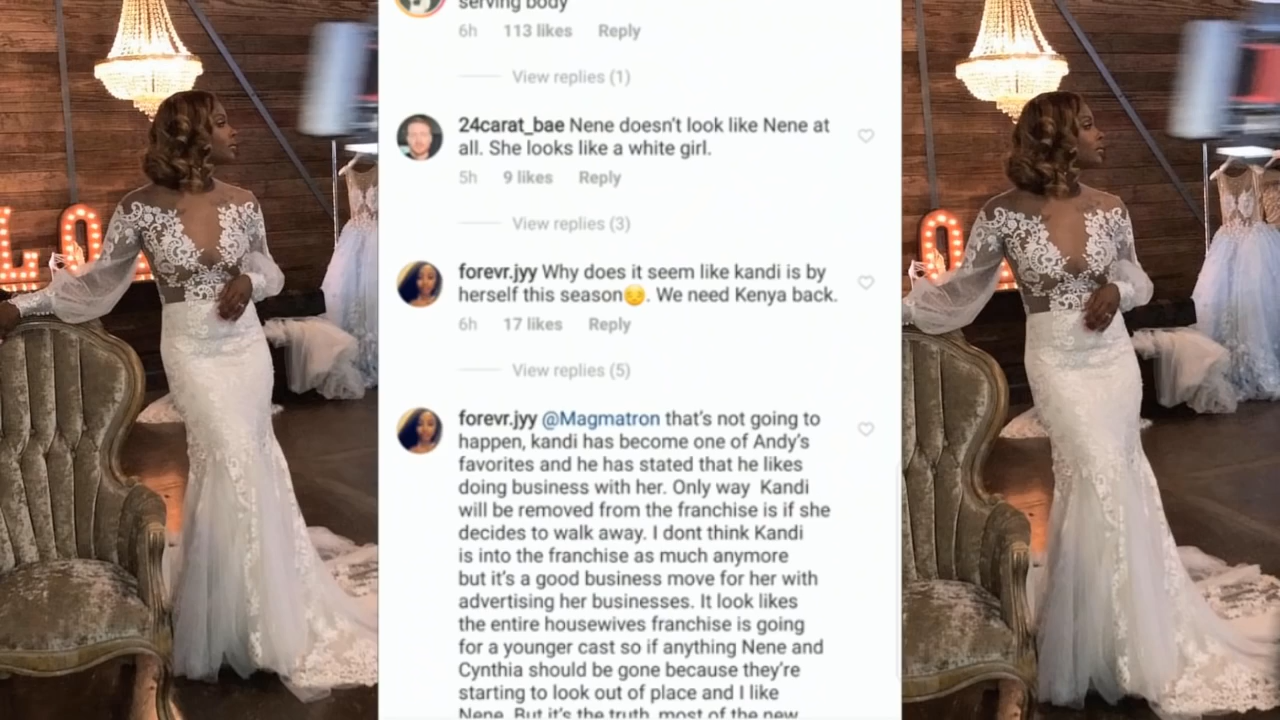 serving body
6h 113 likes Reply
View replies (1)
24carat_bae Nene doesn't look like Nene at
all. She looks like a white girl.
5h 9 likes Reply
View replies (3)
forevr.jyy Why does it seem like kandi is by
herself this season😔. We need Kenya back.
6h 17 likes Reply
View replies (5)
forevr.jyy @Magmatron that's not going to
happen, kandi has become one of Andy's
favorites and he has stated that he likes
doing business with her. Only way Kandi
will be removed from the franchise is if she
decides to walk away. I dont think Kandi
is into the franchise as much anymore
but it's a good business move for her with
advertising her businesses. It look likes
the entire housewives franchise is going
for a younger cast so if anything Nene and
Cynthia should be gone because they're
starting to look out of place and I like
Nene. But it's the truth, most of the new
LO
O